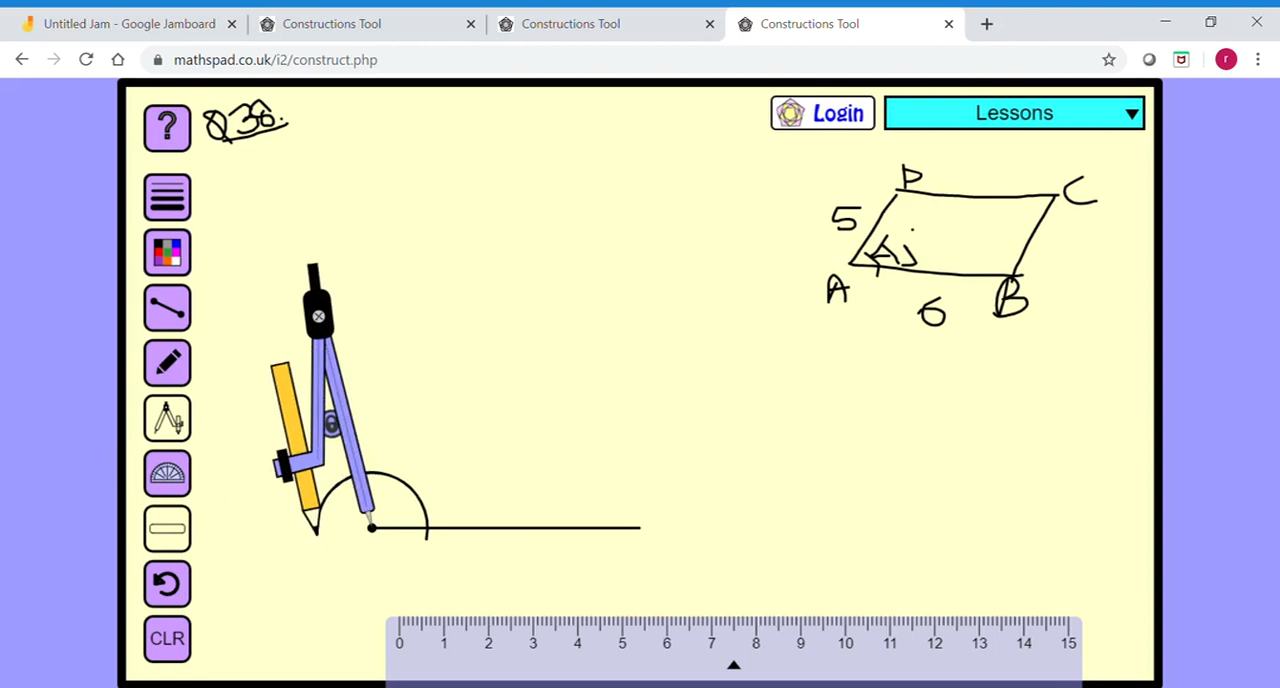 Untitled Jam - Google Jamboard
Constructions Tool
Constructions Tool
Constructions Tool
mathspad.co.uk/i2/construct.php
r
?
Q38.
Login
Lessons
D
C
5
A
6
B
CLR
0 1 2 3 4 5 6 7 8 9 10 11 12 13 14 15